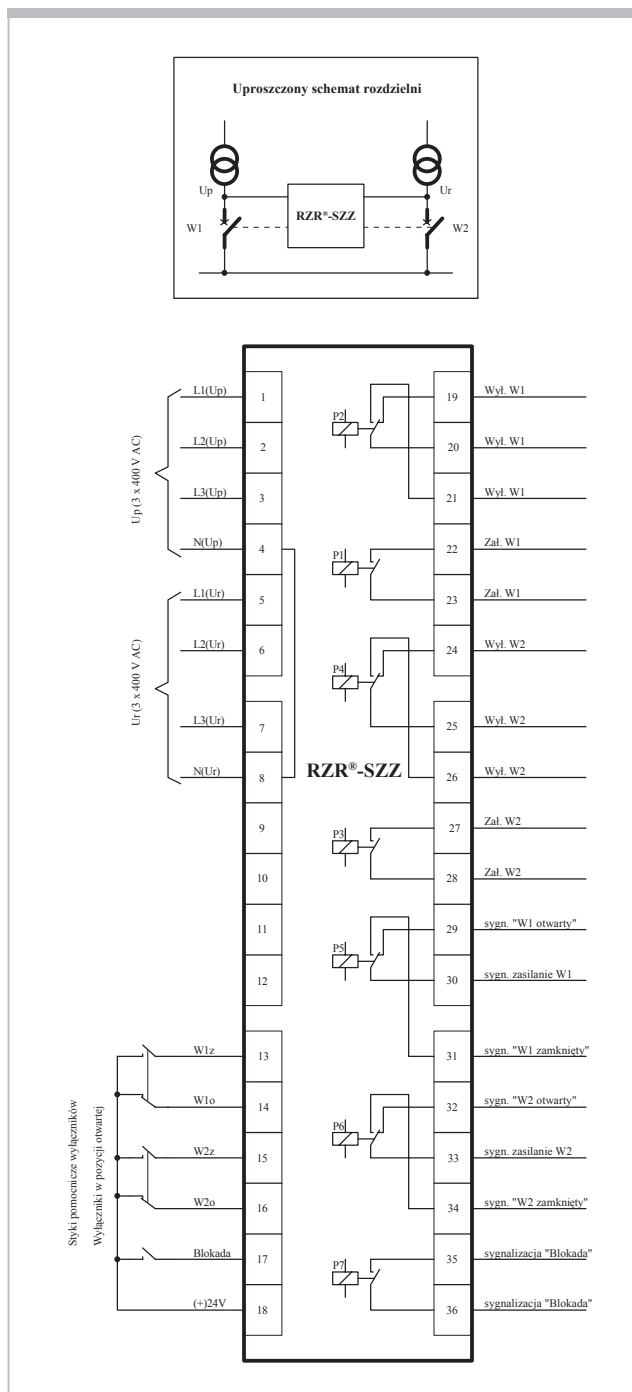 Uproszczony schemat rozdzielni
Up
Ur
W1
RZR®-SZZ
W2
Up (3 x 400 V AC)
L1(Up)
1
L2(Up)
2
L3(Up)
3
N(Up)
4
Ur (3 x 400 V AC)
L1(Ur)
5
L2(Ur)
6
L3(Ur)
7
N(Ur)
8
9
10
11
12
Styki pomocnicze wyłączników
Wyłączniki w pozycji otwartej
W1z
13
W1o
14
W2z
15
W2o
16
Blokada
17
(+)24V
18
RZR®-SZZ
P2
19
Wył. W1
20
Wył. W1
21
Wył. W1
P1
22
Zał. W1
23
Zał. W1
P4
24
Wył. W2
25
Wył. W2
26
Wył. W2
P3
27
Zał. W2
28
Zał. W2
P5
29
sygn. "W1 otwarty"
30
sygn. zasilanie W1
31
sygn. "W1 zamknięty"
P6
32
sygn. "W2 otwarty"
33
sygn. zasilanie W2
34
sygn. "W2 zamknięty"
P7
35
sygnalizacja "Blokada"
36
sygnalizacja "Blokada"